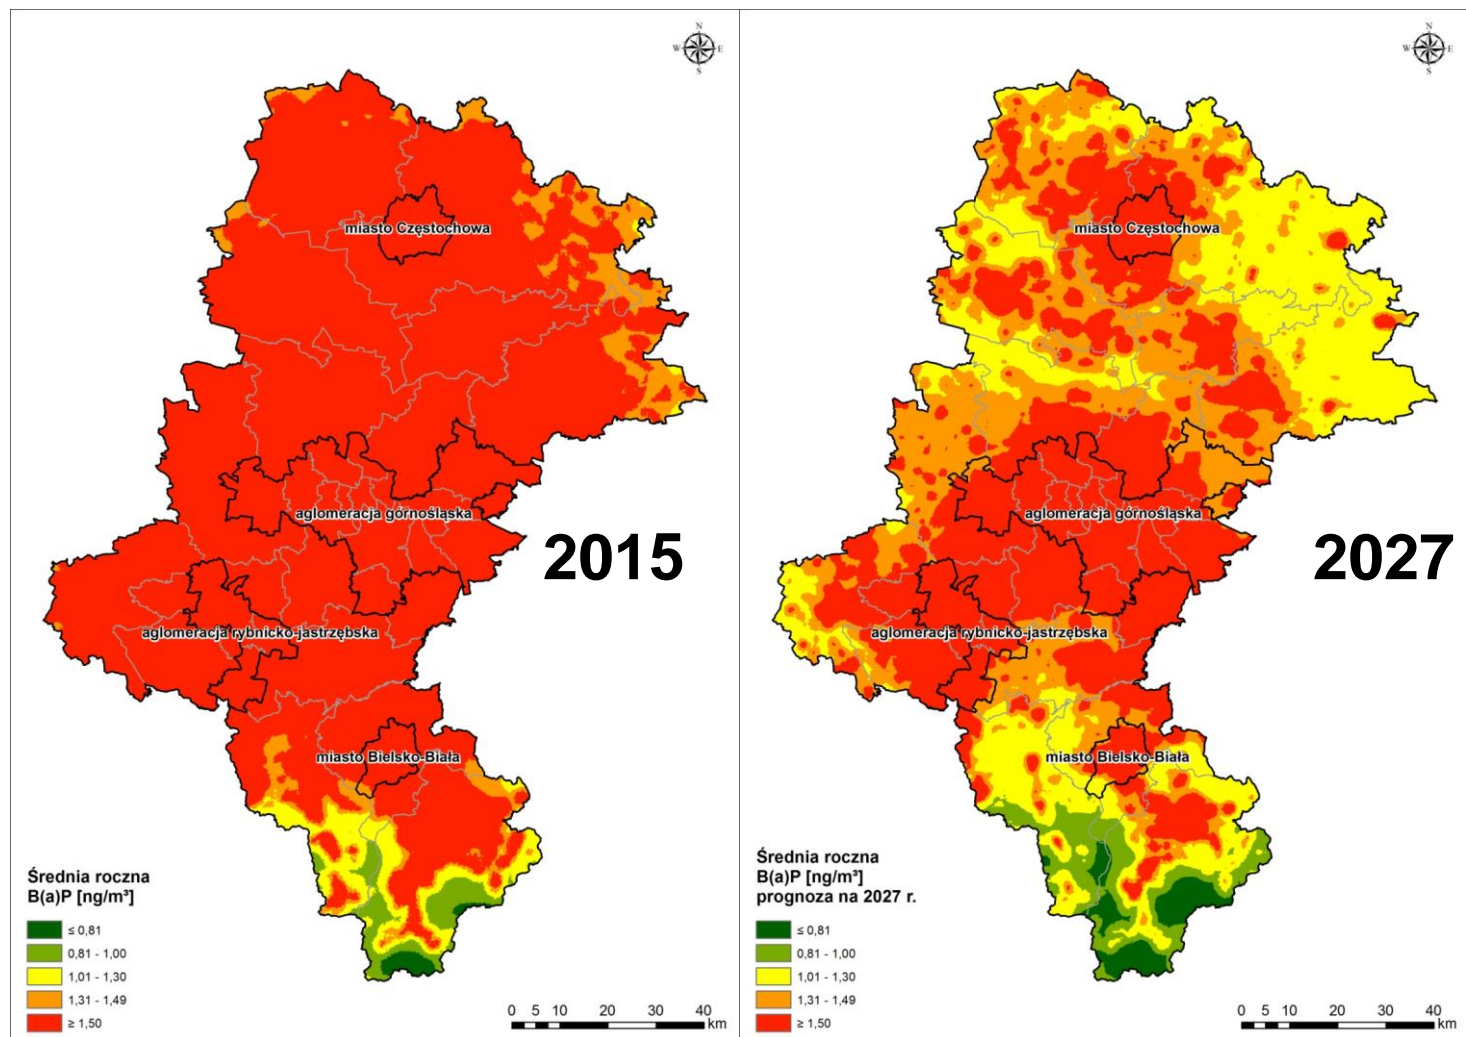 N
W E
S
miasto Częstochowa
aglomeracja górnośląska
2015
aglomeracja rybnicko-jastrzębska
miasto Bielsko-Biała
Średnia roczna
B(a)P [ng/m³]
≤ 0,81
0,81 - 1,00
1,01 - 1,30
1,31 - 1,49
≥ 1,50
0 5 10 20 30 40
km
N
W E
S
miasto Częstochowa
aglomeracja górnośląska
2027
aglomeracja rybnicko-jastrzębska
miasto Bielsko-Biała
Średnia roczna
B(a)P [ng/m³]
prognoza na 2027 r.
≤ 0,81
0,81 - 1,00
1,01 - 1,30
1,31 - 1,49
≥ 1,50
0 5 10 20 30 40
km